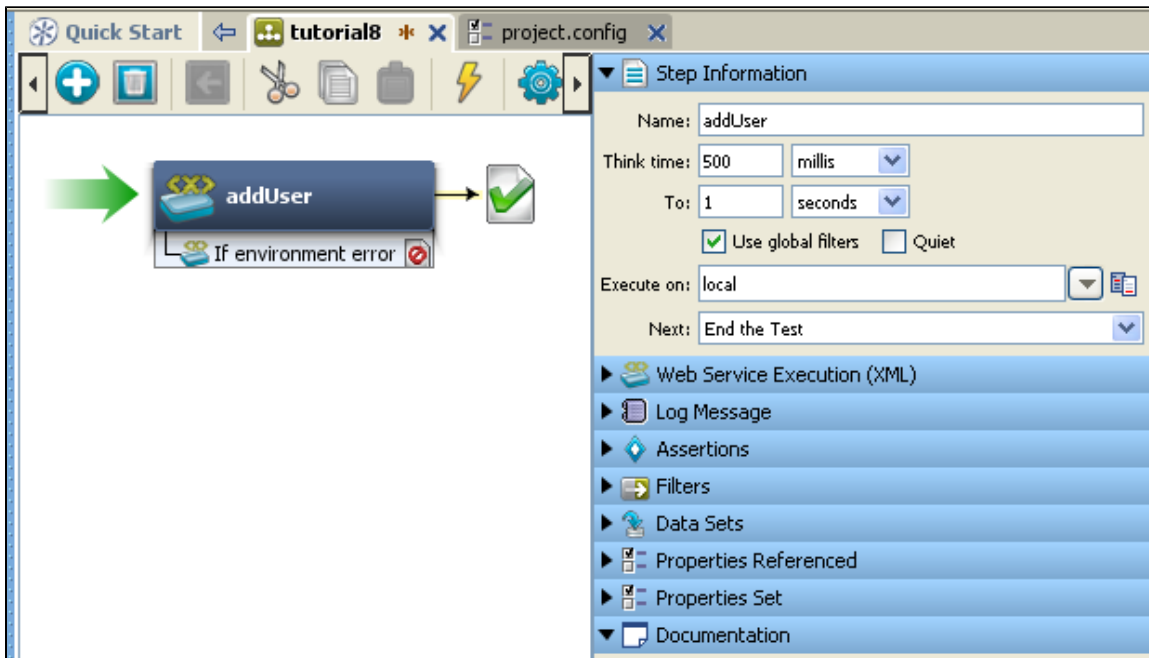 Quick Start tutorial8 project.config
addUser
If environment error
Step Information
Name: addUser
Think time: 500 millis
To: 1 seconds
Use global filters Quiet
Execute on: local
Next: End the Test
Web Service Execution (XML)
Log Message
Assertions
Filters
Data Sets
Properties Referenced
Properties Set
Documentation